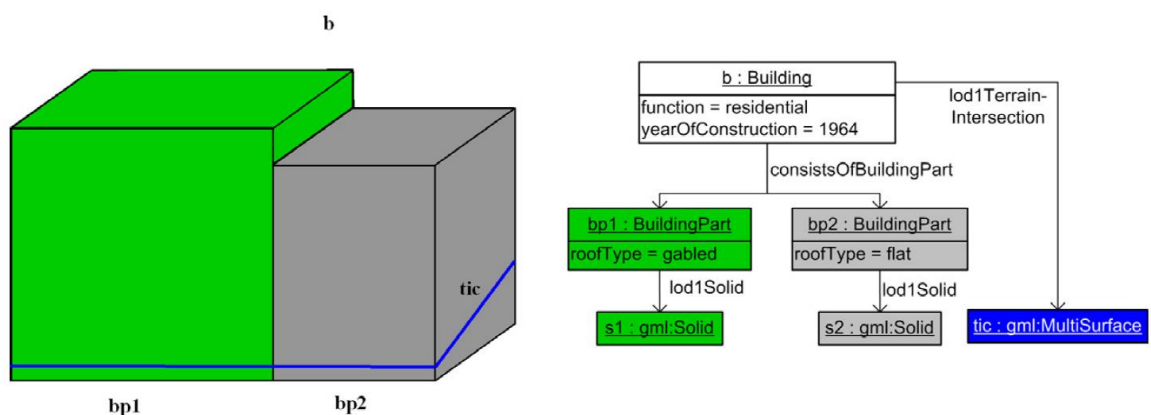 b
tic
bp1
bp2
b : Building
function = residential
yearOfConstruction = 1964
lod1Terrain-
Intersection
consistsOfBuildingPart
bp1 : BuildingPart
roofType = gabled
bp2 : BuildingPart
roofType = flat
lod1Solid
lod1Solid
s1 : gml:Solid
s2 : gml:Solid
tic : gml:MultiSurface